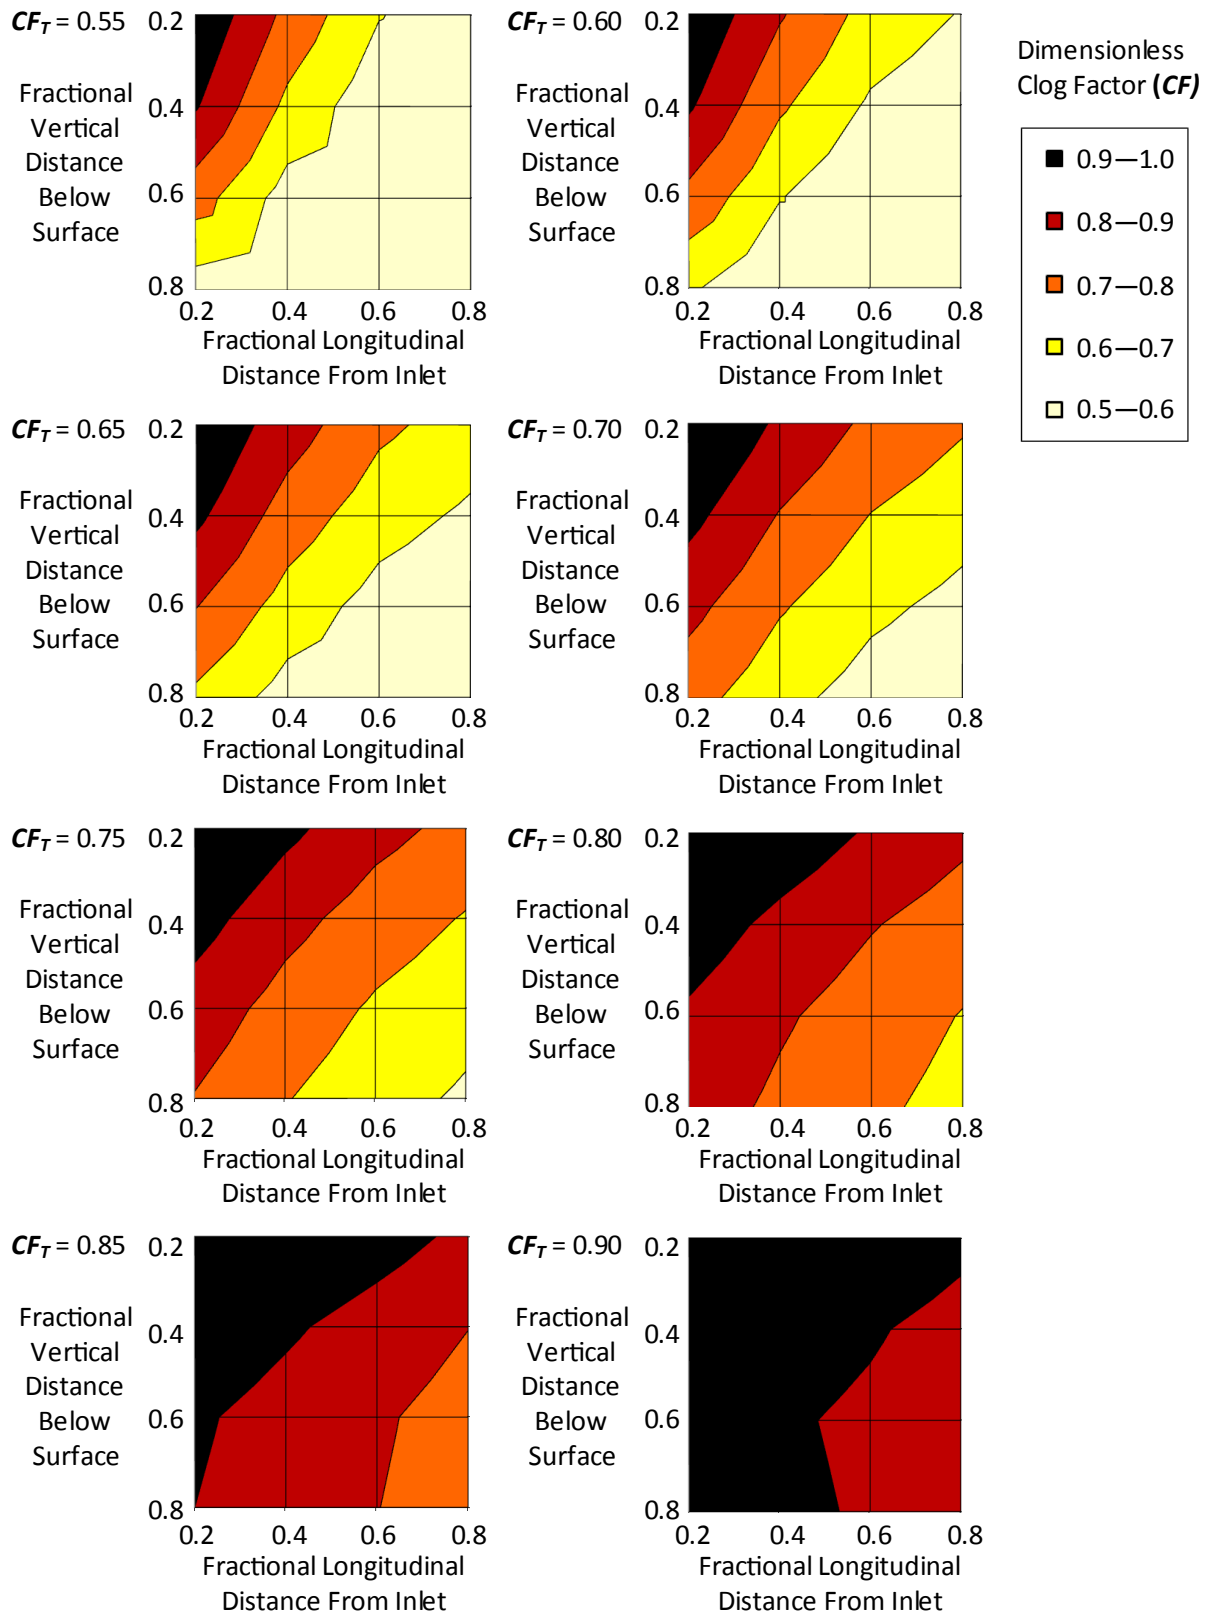 CF_T = 0.55
0.2
Fractional
Vertical
Distance
Below
Surface
0.4
0.6
0.8
0.2 0.4 0.6 0.8
Fractional Longitudinal
Distance From Inlet
CF_T = 0.60
0.2
Fractional
Vertical
Distance
Below
Surface
0.4
0.6
0.8
0.2 0.4 0.6 0.8
Fractional Longitudinal
Distance From Inlet
Dimensionless
Clog Factor (CF)
0.9—1.0
0.8—0.9
0.7—0.8
0.6—0.7
0.5—0.6
CF_T = 0.65
0.2
Fractional
Vertical
Distance
Below
Surface
0.4
0.6
0.8
0.2 0.4 0.6 0.8
Fractional Longitudinal
Distance From Inlet
CF_T = 0.70
0.2
Fractional
Vertical
Distance
Below
Surface
0.4
0.6
0.8
0.2 0.4 0.6 0.8
Fractional Longitudinal
Distance From Inlet
CF_T = 0.75
0.2
Fractional
Vertical
Distance
Below
Surface
0.4
0.6
0.8
0.2 0.4 0.6 0.8
Fractional Longitudinal
Distance From Inlet
CF_T = 0.80
0.2
Fractional
Vertical
Distance
Below
Surface
0.4
0.6
0.8
0.2 0.4 0.6 0.8
Fractional Longitudinal
Distance From Inlet
CF_T = 0.85
0.2
Fractional
Vertical
Distance
Below
Surface
0.4
0.6
0.8
0.2 0.4 0.6 0.8
Fractional Longitudinal
Distance From Inlet
CF_T = 0.90
0.2
Fractional
Vertical
Distance
Below
Surface
0.4
0.6
0.8
0.2 0.4 0.6 0.8
Fractional Longitudinal
Distance From Inlet